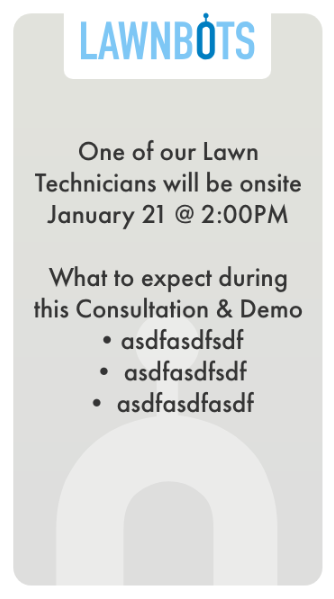 LAWNBOTS
One of our Lawn
Technicians will be onsite
January 21 @ 2:00PM
What to expect during
this Consultation & Demo
• asdfasdfsdf
• asdfasdfsdf
• asdfasdfasdf